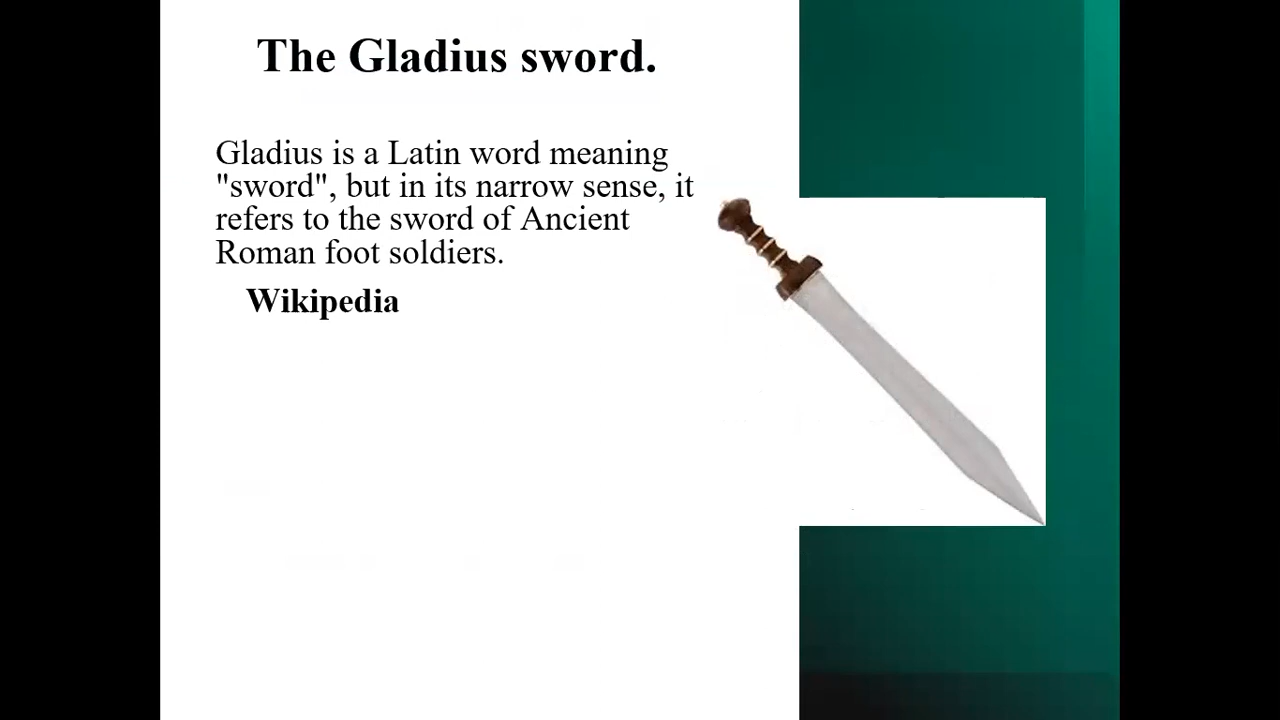 The Gladius sword.
Gladius is a Latin word meaning
"sword", but in its narrow sense, it
refers to the sword of Ancient
Roman foot soldiers.
Wikipedia